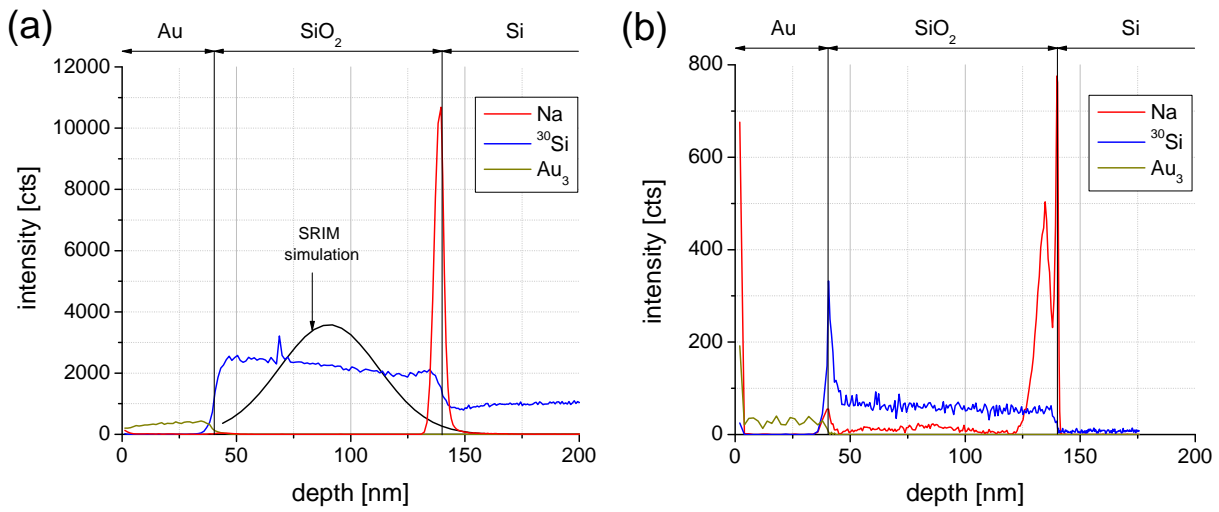 (a)
Au SiO2 Si
12000
10000
8000
6000
4000
2000
0
intensity [cts]
Na
30Si
Au3
SRIM
simulation
0 50 100 150 200
depth [nm]
(b)
Au SiO2 Si
800
600
400
200
0
intensity [cts]
Na
30Si
Au3
0 50 100 150 200
depth [nm]